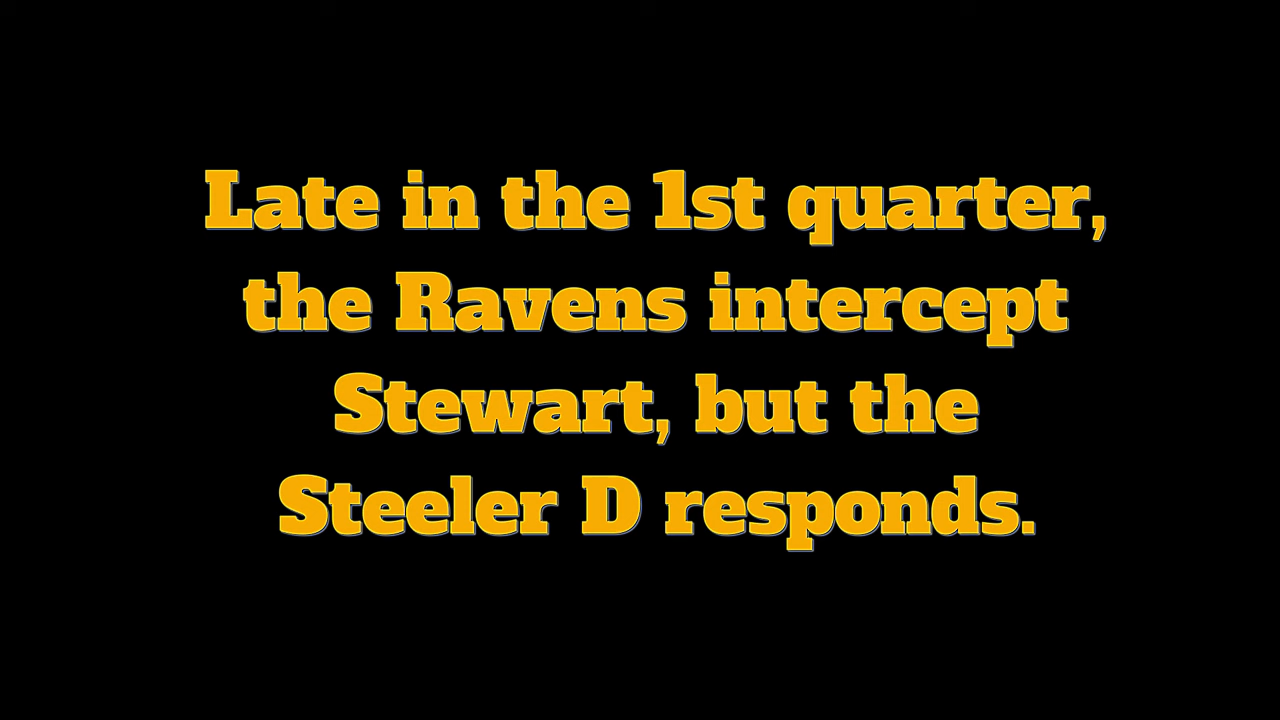 Late in the 1st quarter,
the Ravens intercept
Stewart, but the
Steeler D responds.